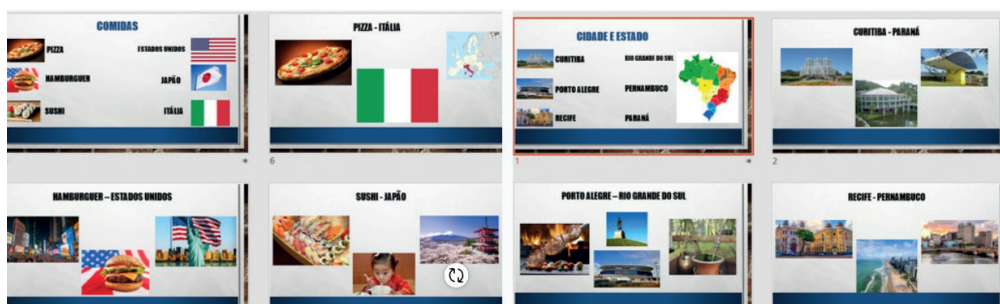 COMIDAS
PIZZA ESTADOS UNIDOS
HAMBURGUER JAPÃO
SUSHI ITÁLIA
PIZZA - ITÁLIA
6
HAMBURGUER – ESTADOS UNIDOS
SUSHI - JAPÃO
CIDADE E ESTADO
CURITIBA RIO GRANDE DO SUL
PORTO ALEGRE PERNAMBUCO
RECIFE PARANÁ
1
CURITIBA - PARANÁ
2
PORTO ALEGRE – RIO GRANDE DO SUL
RECIFE - PERNAMBUCO